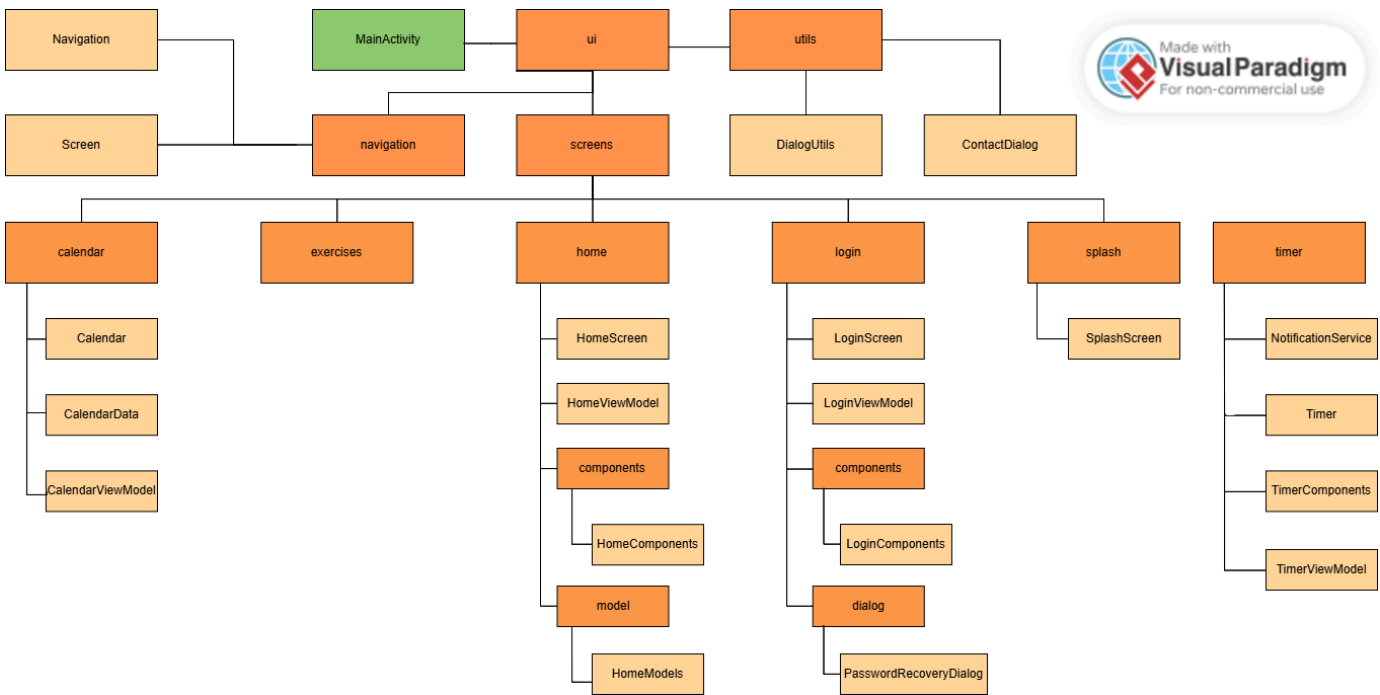 Navigation
MainActivity
ui
utils
Made with
Visual Paradigm
For non-commercial use
Screen
navigation
screens
DialogUtils
ContactDialog
calendar
exercises
home
login
splash
timer
Calendar
HomeScreen
LoginScreen
SplashScreen
NotificationService
CalendarData
HomeViewModel
LoginViewModel
Timer
CalendarViewModel
components
components
TimerComponents
HomeComponents
LoginComponents
TimerViewModel
model
dialog
HomeModels
PasswordRecoveryDialog